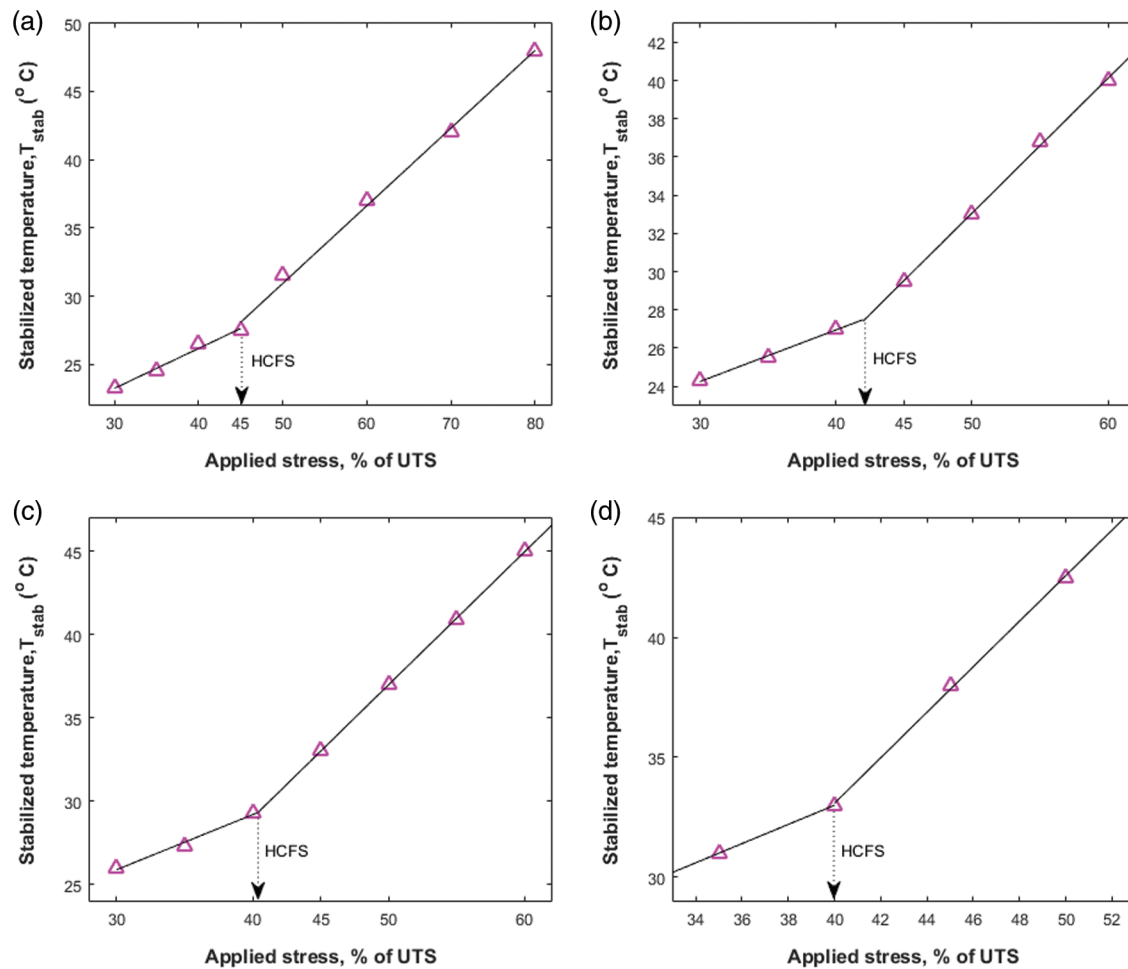 (a)
50
45
40
35
30
25
Stabilized temperature,T_stab (° C)
HCFS
30 40 45 50 60 70 80
Applied stress, % of UTS
(b)
42
40
38
36
34
32
30
28
26
24
Stabilized temperature,T_stab (° C)
HCFS
30 40 45 50 60
Applied stress, % of UTS
(c)
45
40
35
30
25
Stabilized temperature,T_stab (° C)
HCFS
30 40 45 50 60
Applied stress, % of UTS
(d)
45
40
35
30
Stabilized temperature,T_stab (° C)
HCFS
34 36 38 40 42 44 46 48 50 52
Applied stress, % of UTS